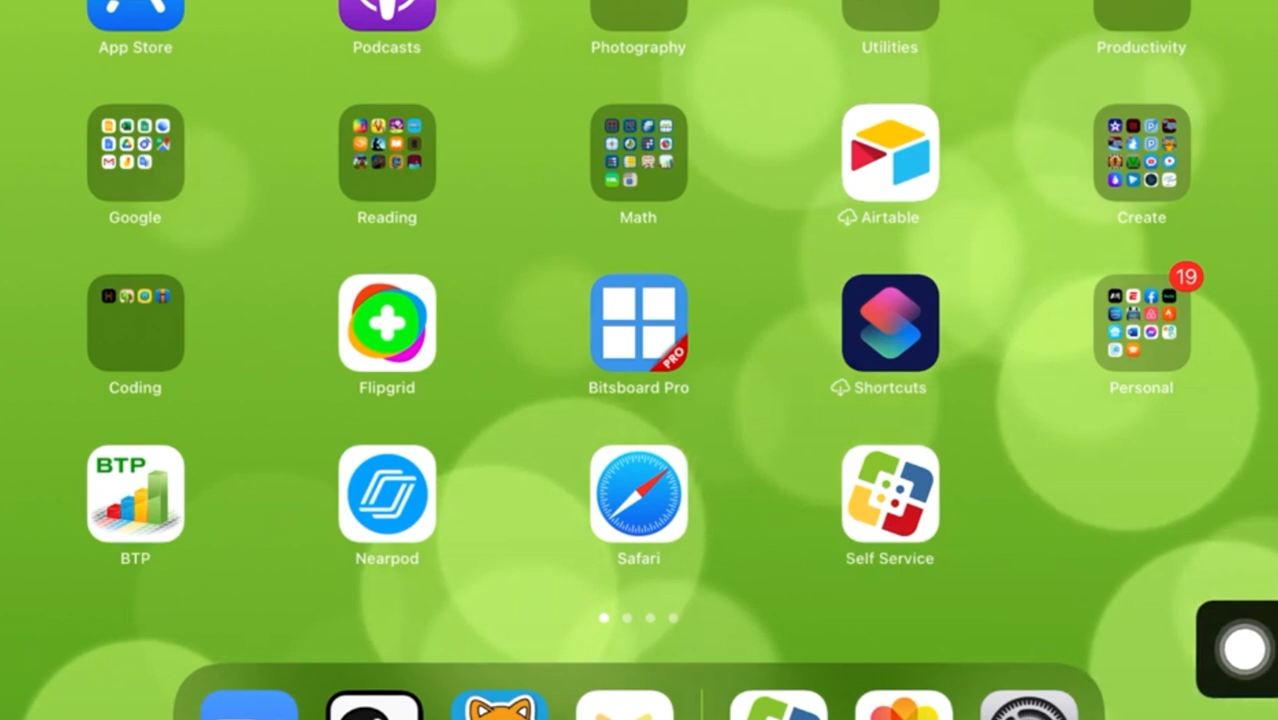 App Store
Podcasts
Photography
Utilities
Productivity
Google
Reading
Math
Airtable
Create
19
PRO
Coding
Flipgrid
Bitsboard Pro
Shortcuts
Personal
BTP
BTP
Nearpod
Safari
Self Service